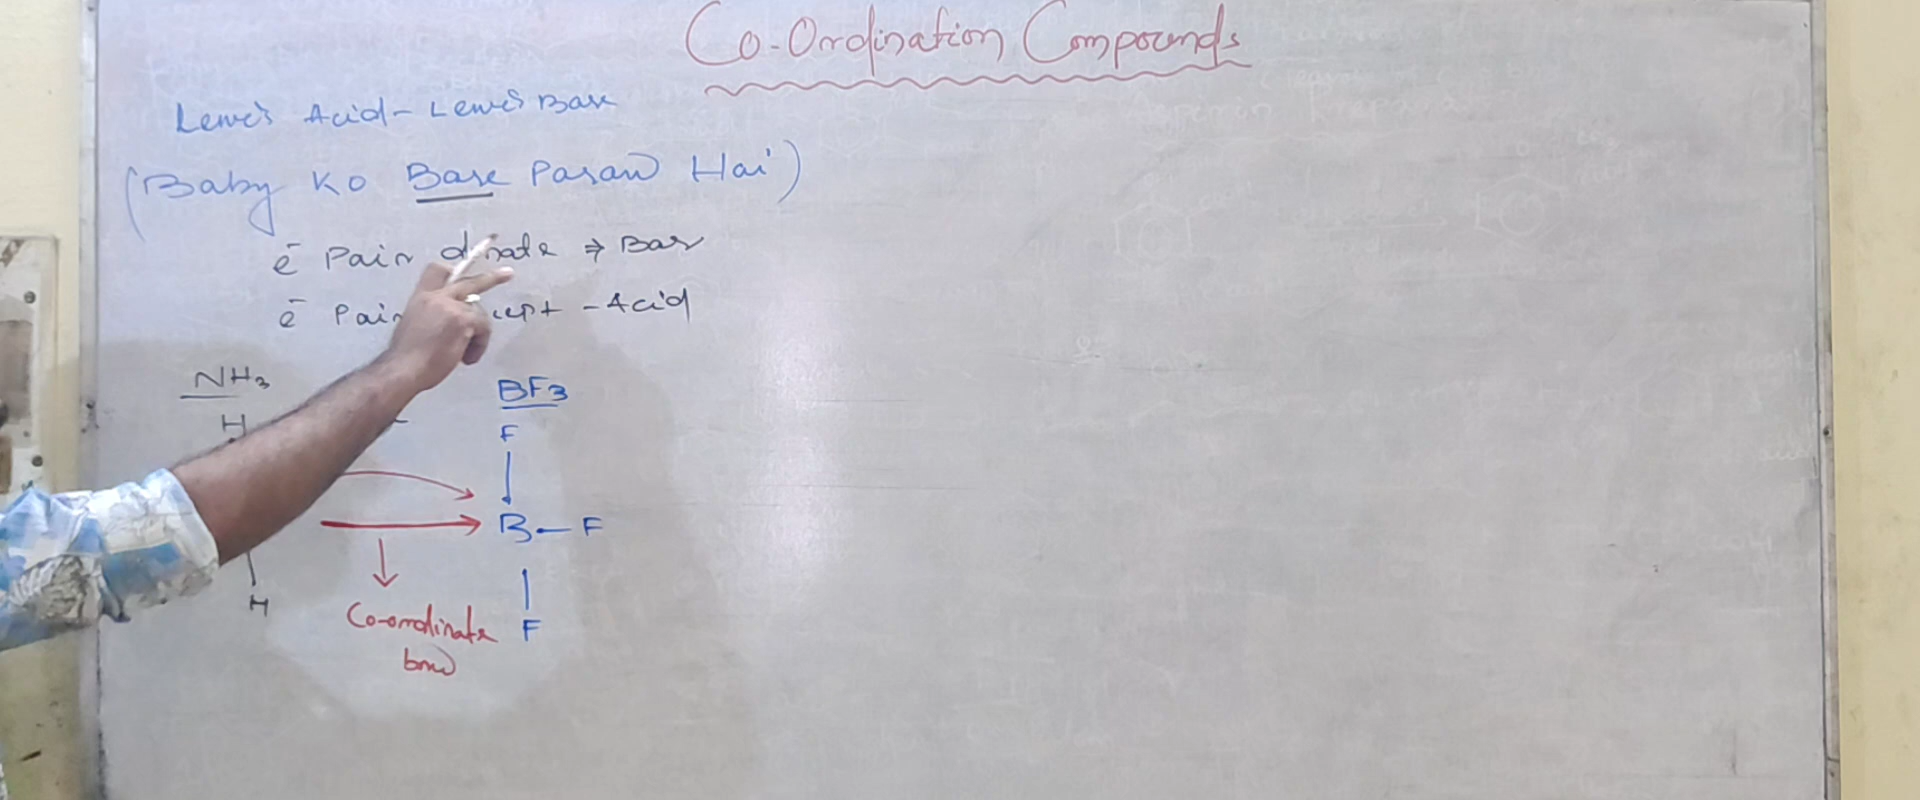 Co-Ordination Compounds
Lewis Acid - Lewis Base
(Baby Ko Base Pasand Hai)
e⁻ Pair donate ⇒ Base
e⁻ Pair - Acid
NH₃ BF₃
H F
B - F
H F
Co-ordinate
bond